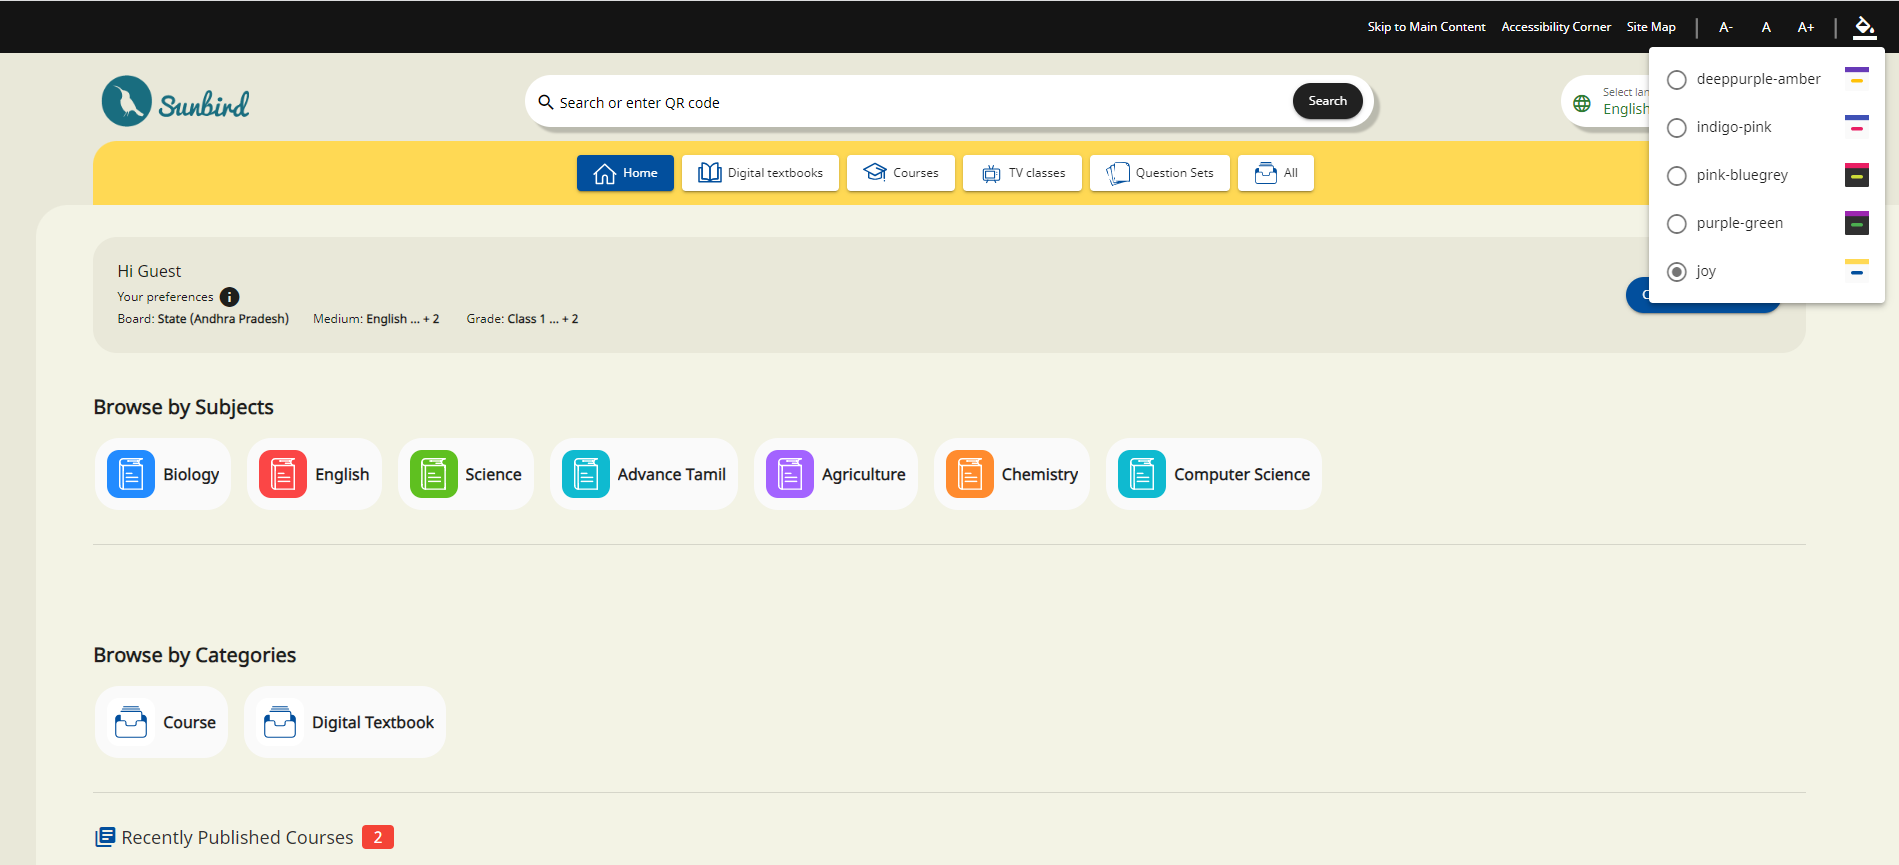 Skip to Main Content Accessibility Corner Site Map A- A A+
deeppurple-amber
indigo-pink
pink-bluegrey
purple-green
joy
Sunbird
Search or enter QR code
Search
English
Home Digital textbooks Courses TV classes Question Sets All
Hi Guest
Your preferences i
Board: State (Andhra Pradesh) Medium: English ... + 2 Grade: Class 1 ... + 2
Browse by Subjects
Biology English Science Advance Tamil Agriculture Chemistry Computer Science
Browse by Categories
Course Digital Textbook
Recently Published Courses 2